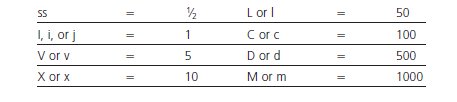 ss = ½ L or l = 50
I, i, or j = 1 C or c = 100
V or v = 5 D or d = 500
X or x = 10 M or m = 1000